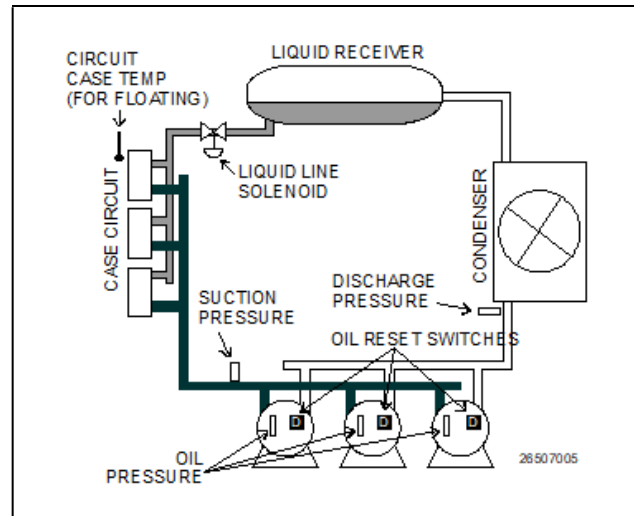 CIRCUIT
CASE TEMP
(FOR FLOATING)
LIQUID RECEIVER
LIQUID LINE
SOLENOID
CASE CIRCUIT
CONDENSER
SUCTION
PRESSURE
DISCHARGE
PRESSURE
OIL RESET SWITCHES
D
D
D
OIL
PRESSURE
26507005